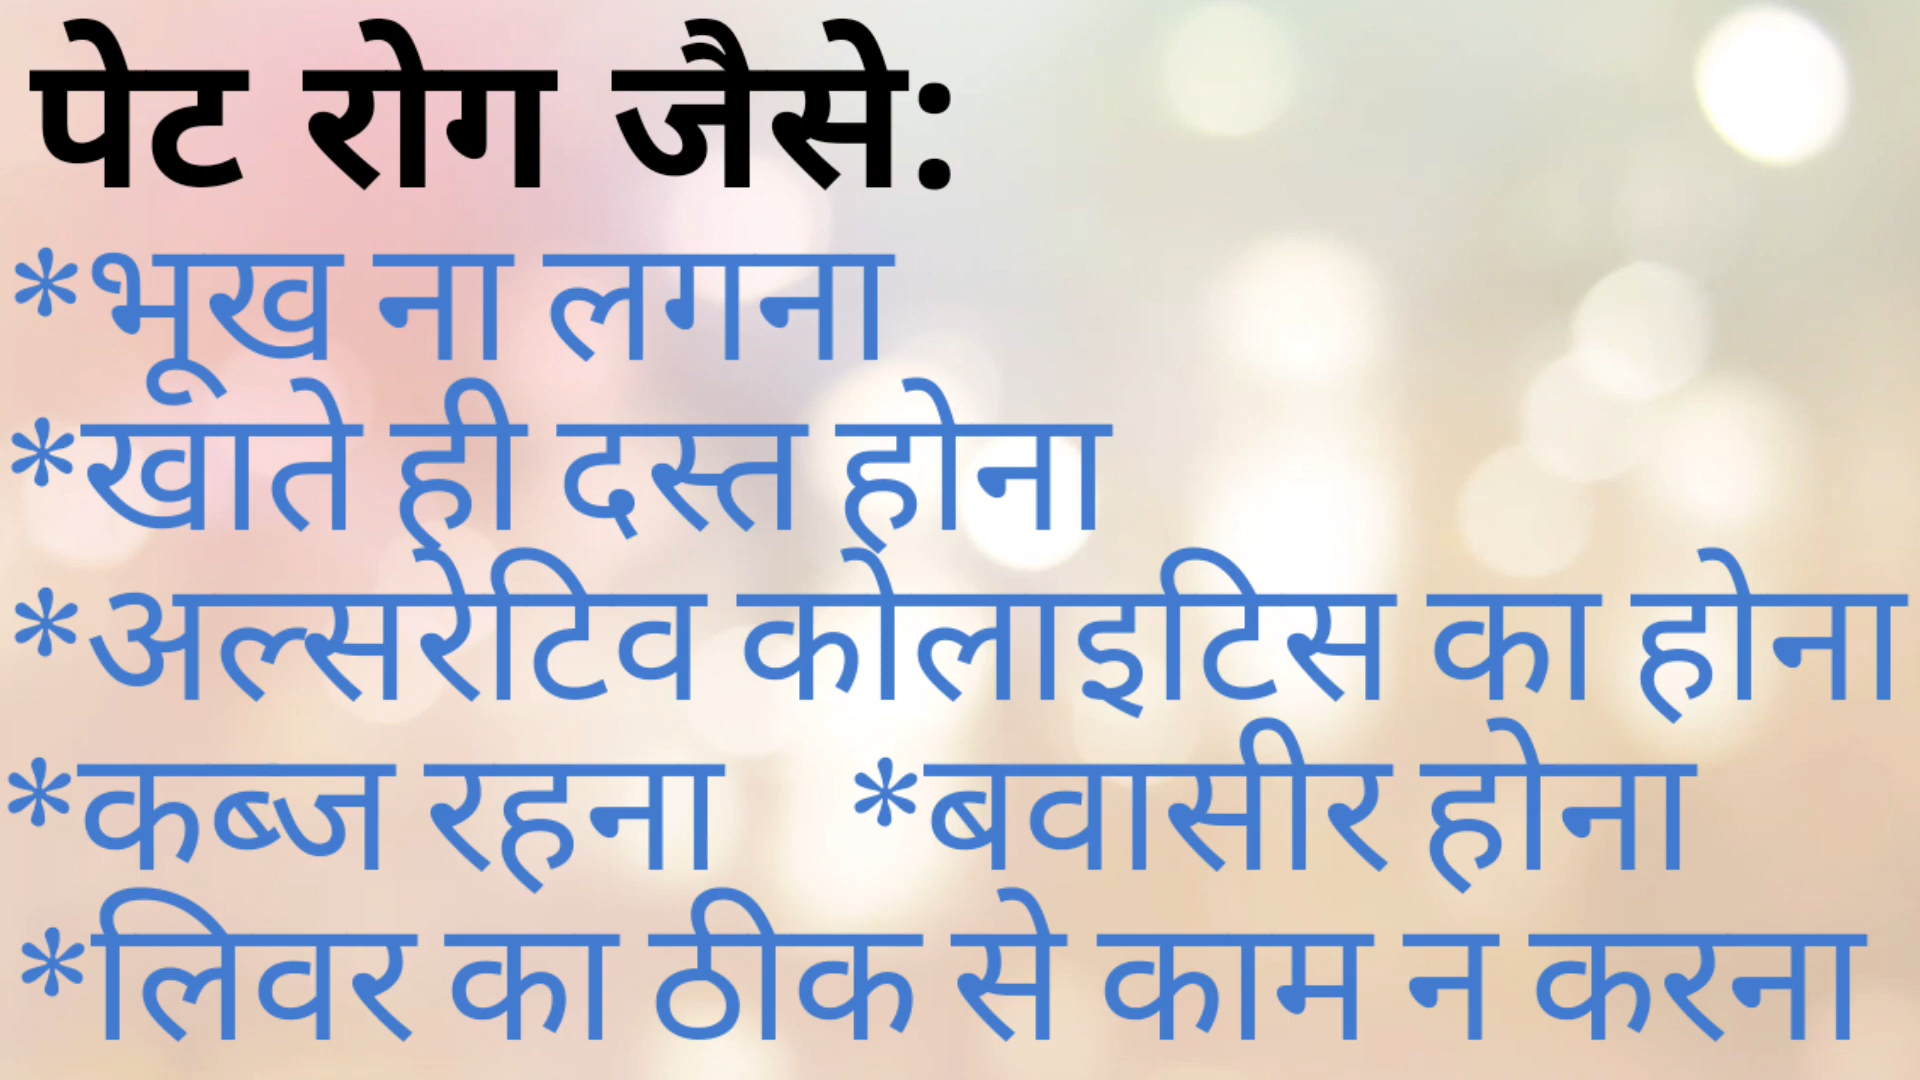 पेट रोग जैसे:
*भूख ना लगना
*खाते ही दस्त होना
*अल्सरेटिव कोलाइटिस का होना
*कब्ज रहना *बवासीर होना
*लिवर का ठीक से काम न करना